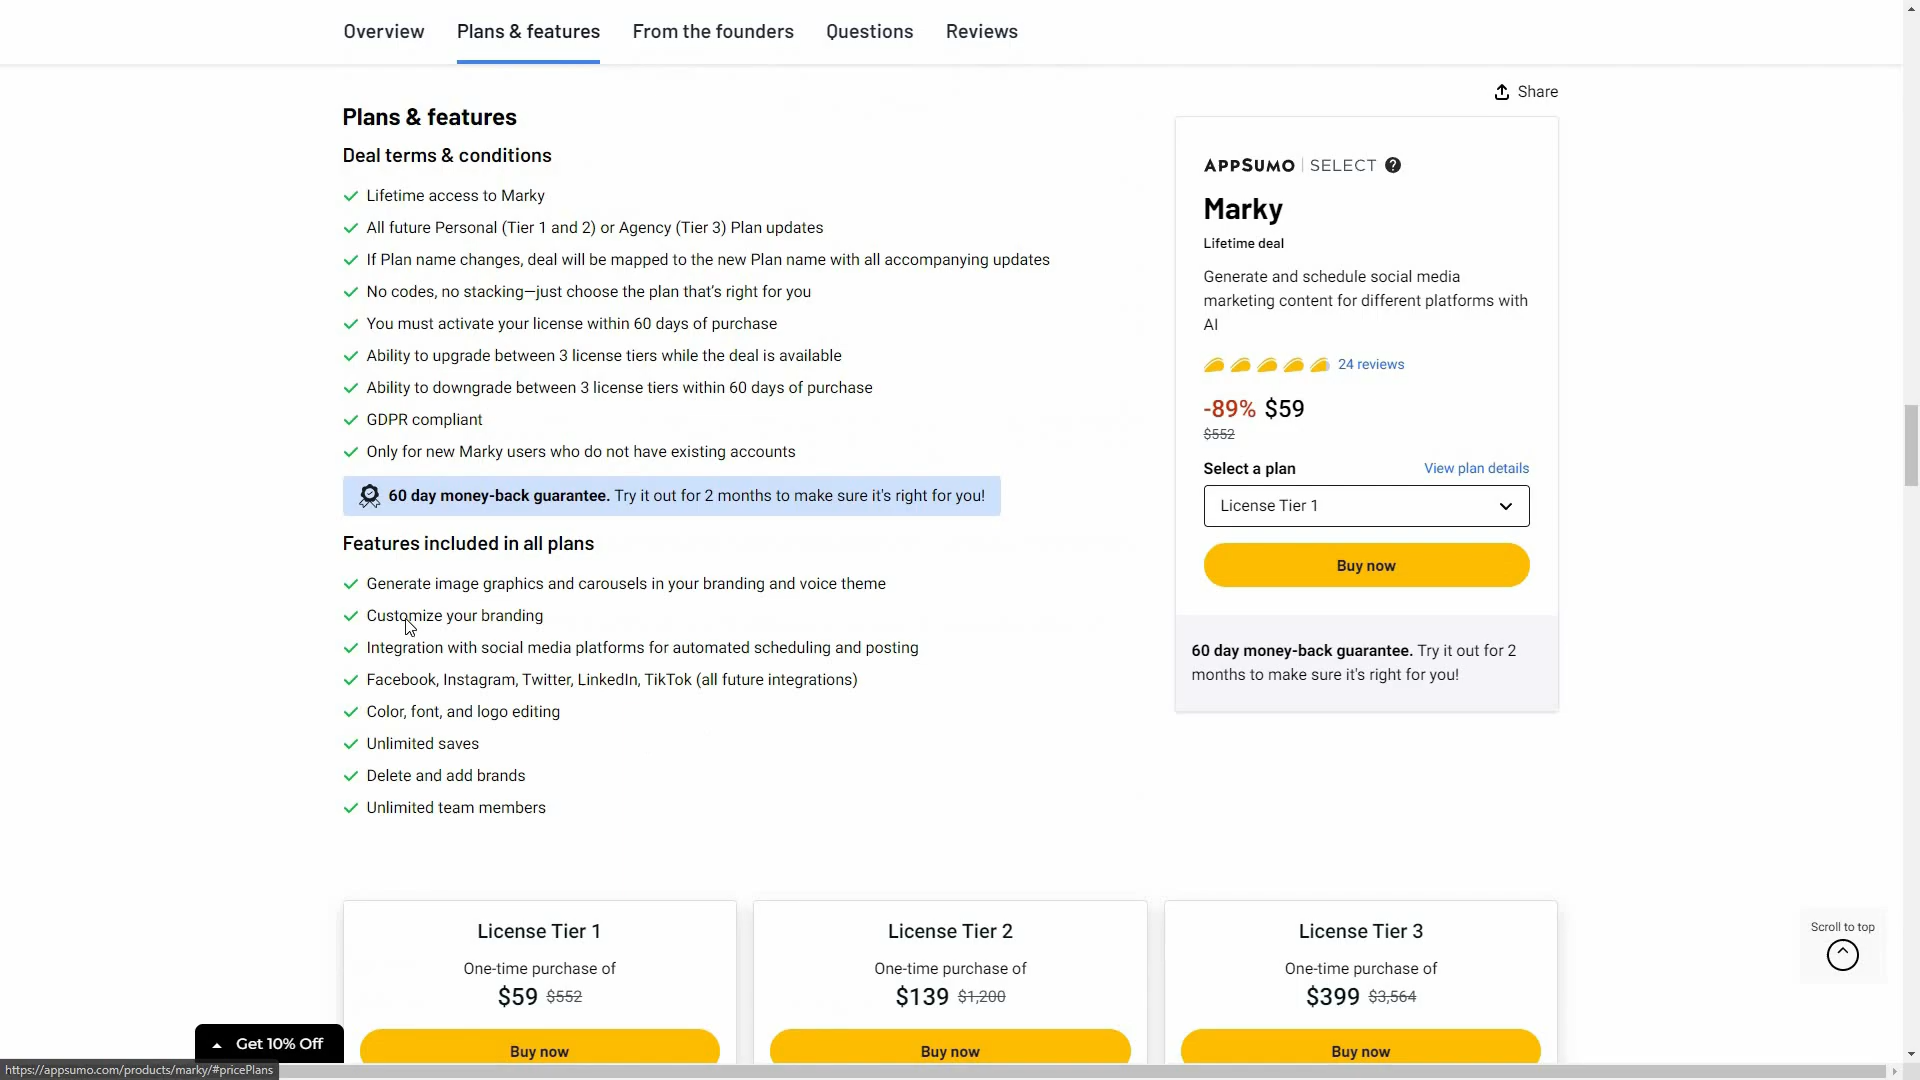 Overview Plans & features From the founders Questions Reviews
Share
Plans & features
Deal terms & conditions
Lifetime access to Marky
All future Personal (Tier 1 and 2) or Agency (Tier 3) Plan updates
If Plan name changes, deal will be mapped to the new Plan name with all accompanying updates
No codes, no stacking—just choose the plan that's right for you
You must activate your license within 60 days of purchase
Ability to upgrade between 3 license tiers while the deal is available
Ability to downgrade between 3 license tiers within 60 days of purchase
GDPR compliant
Only for new Marky users who do not have existing accounts
60 day money-back guarantee. Try it out for 2 months to make sure it's right for you!
Features included in all plans
Generate image graphics and carousels in your branding and voice theme
Customize your branding
Integration with social media platforms for automated scheduling and posting
Facebook, Instagram, Twitter, LinkedIn, TikTok (all future integrations)
Color, font, and logo editing
Unlimited saves
Delete and add brands
Unlimited team members
APPSUMO | SELECT ?
Marky
Lifetime deal
Generate and schedule social media
marketing content for different platforms with
AI
24 reviews
-89% $59
$552
Select a plan View plan details
License Tier 1
Buy now
60 day money-back guarantee. Try it out for 2
months to make sure it's right for you!
License Tier 1
One-time purchase of
$59 $552
Buy now
License Tier 2
One-time purchase of
$139 $1,200
Buy now
License Tier 3
One-time purchase of
$399 $3,564
Buy now
Scroll to top
Get 10% Off
https://appsumo.com/products/marky/#pricePlans